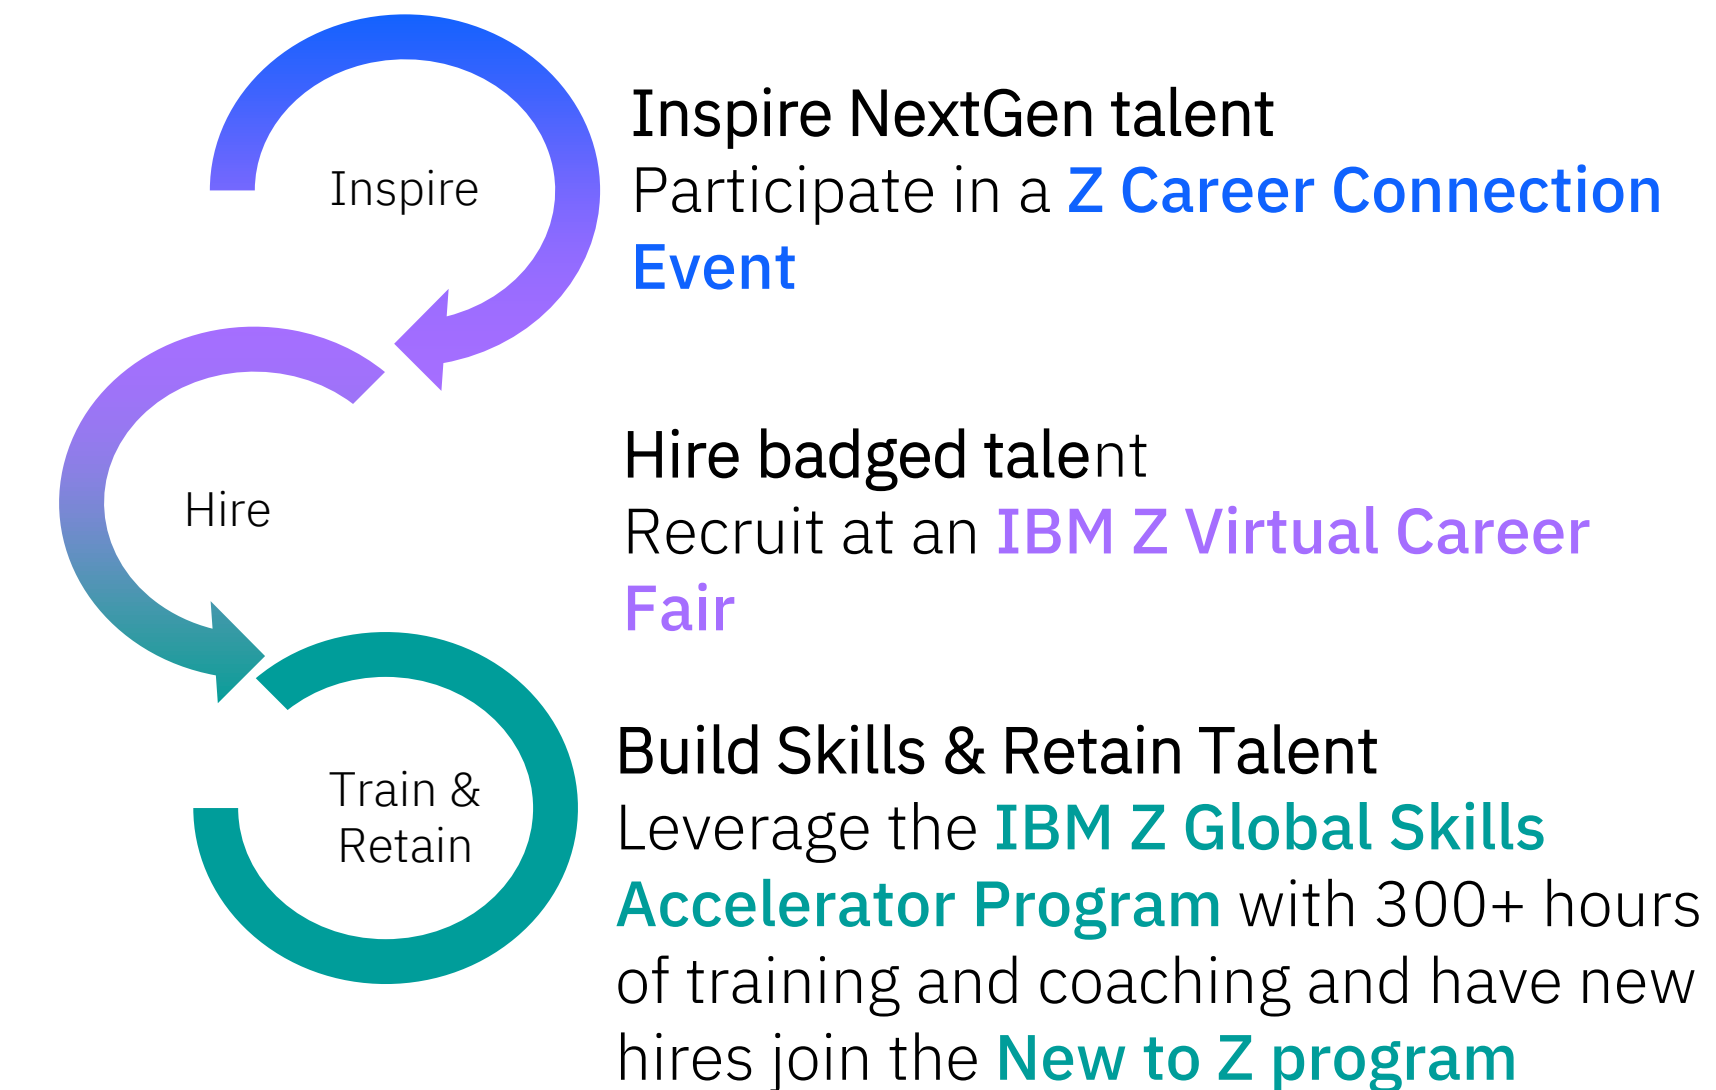 Inspire
Inspire NextGen talent
Participate in a Z Career Connection
Event
Hire
Hire badged talent
Recruit at an IBM Z Virtual Career
Fair
Train &
Retain
Build Skills & Retain Talent
Leverage the IBM Z Global Skills
Accelerator Program with 300+ hours
of training and coaching and have new
hires join the New to Z program